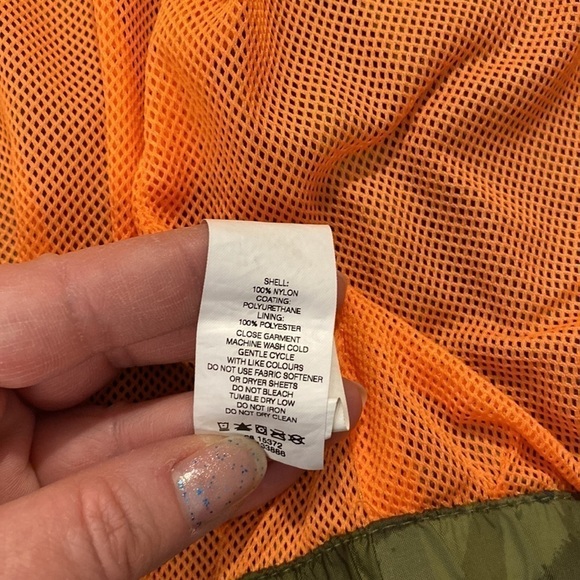 SHELL:
100% NYLON
COATING:
POLYURETHANE
LINING:
100% POLYESTER
CLOSE GARMENT
MACHINE WASH COLD
GENTLE CYCLE
WITH LIKE COLOURS
DO NOT USE FABRIC SOFTENER
OR DRYER SHEETS
DO NOT BLEACH
TUMBLE DRY LOW
DO NOT IRON
DO NOT DRY CLEAN
15372